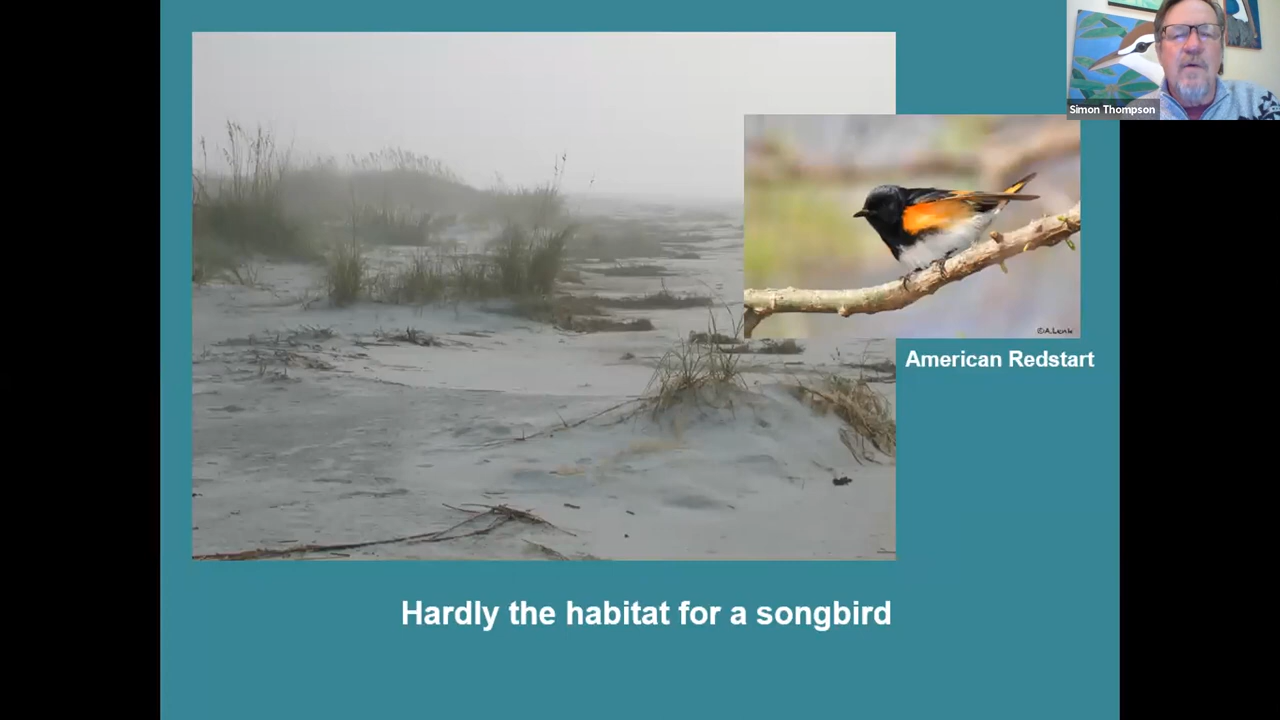 Simon Thompson
©A.Lenk
American Redstart
Hardly the habitat for a songbird